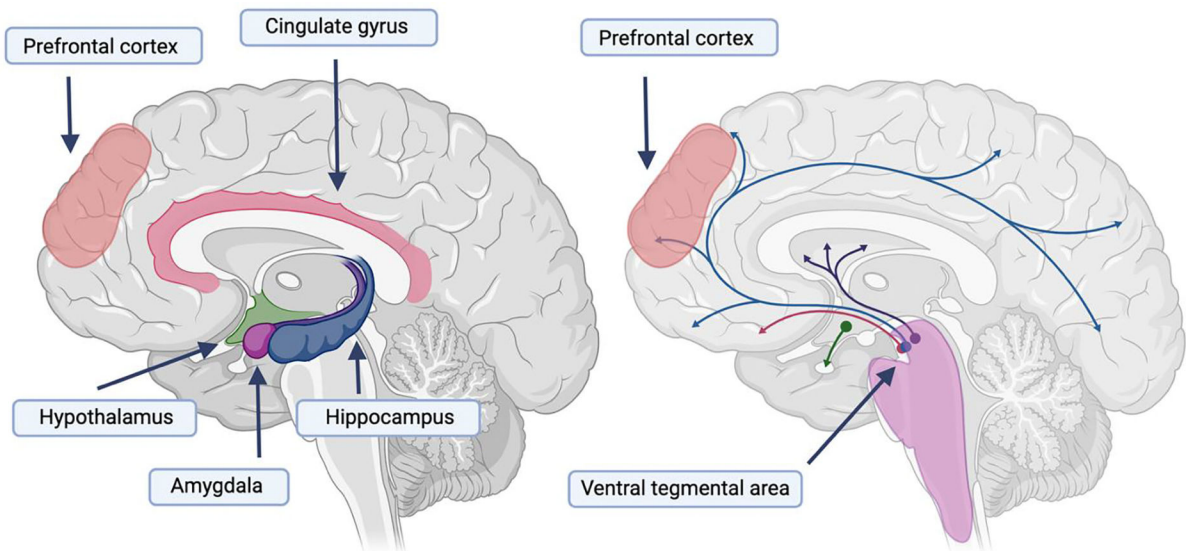 Prefrontal cortex
Cingulate gyrus
Hypothalamus
Hippocampus
Amygdala
Prefrontal cortex
Ventral tegmental area